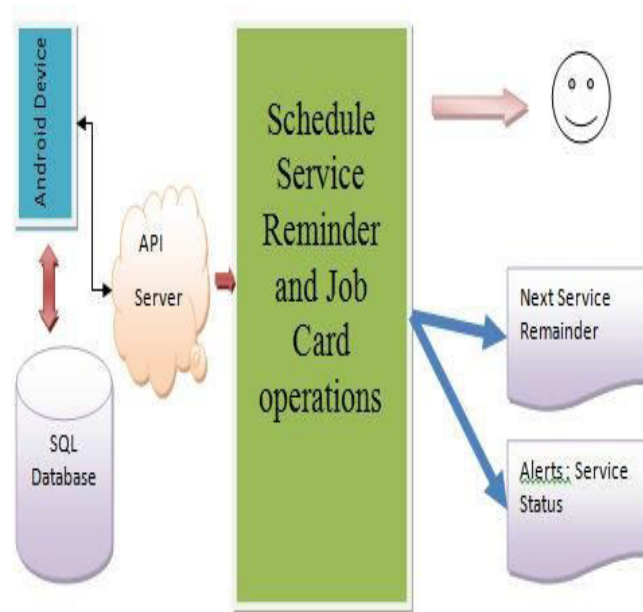 Android Device
API
Server
SQL
Database
Schedule
Service
Reminder
and Job
Card
operations
Next Service
Remainder
Alerts; Service
Status